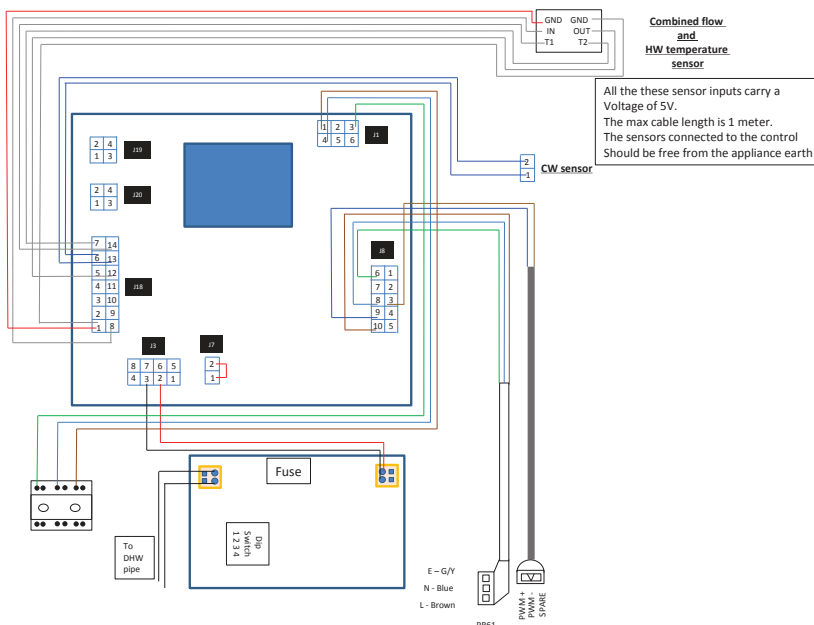 GND GND
IN OUT
T1 T2
Combined flow
and
HW temperature
sensor
All the these sensor inputs carry a
Voltage of 5V.
The max cable length is 1 meter.
The sensors connected to the control
Should be free from the appliance earth
2
1
CW sensor
2 4
1 3
J19
2 4
1 3
J20
1 2 3
4 5 6
J1
7 14
6 13
5 12
4 11
3 10
2 9
1 8
J18
J8
6 1
7 2
8 3
9 4
10 5
J3
8 7 6 5
4 3 2 1
J7
2
1
Fuse
Dip
Switch
1 2 3 4
To
DHW
pipe
E – G/Y
N - Blue
L - Brown
PWM +
PWM -
SPARE